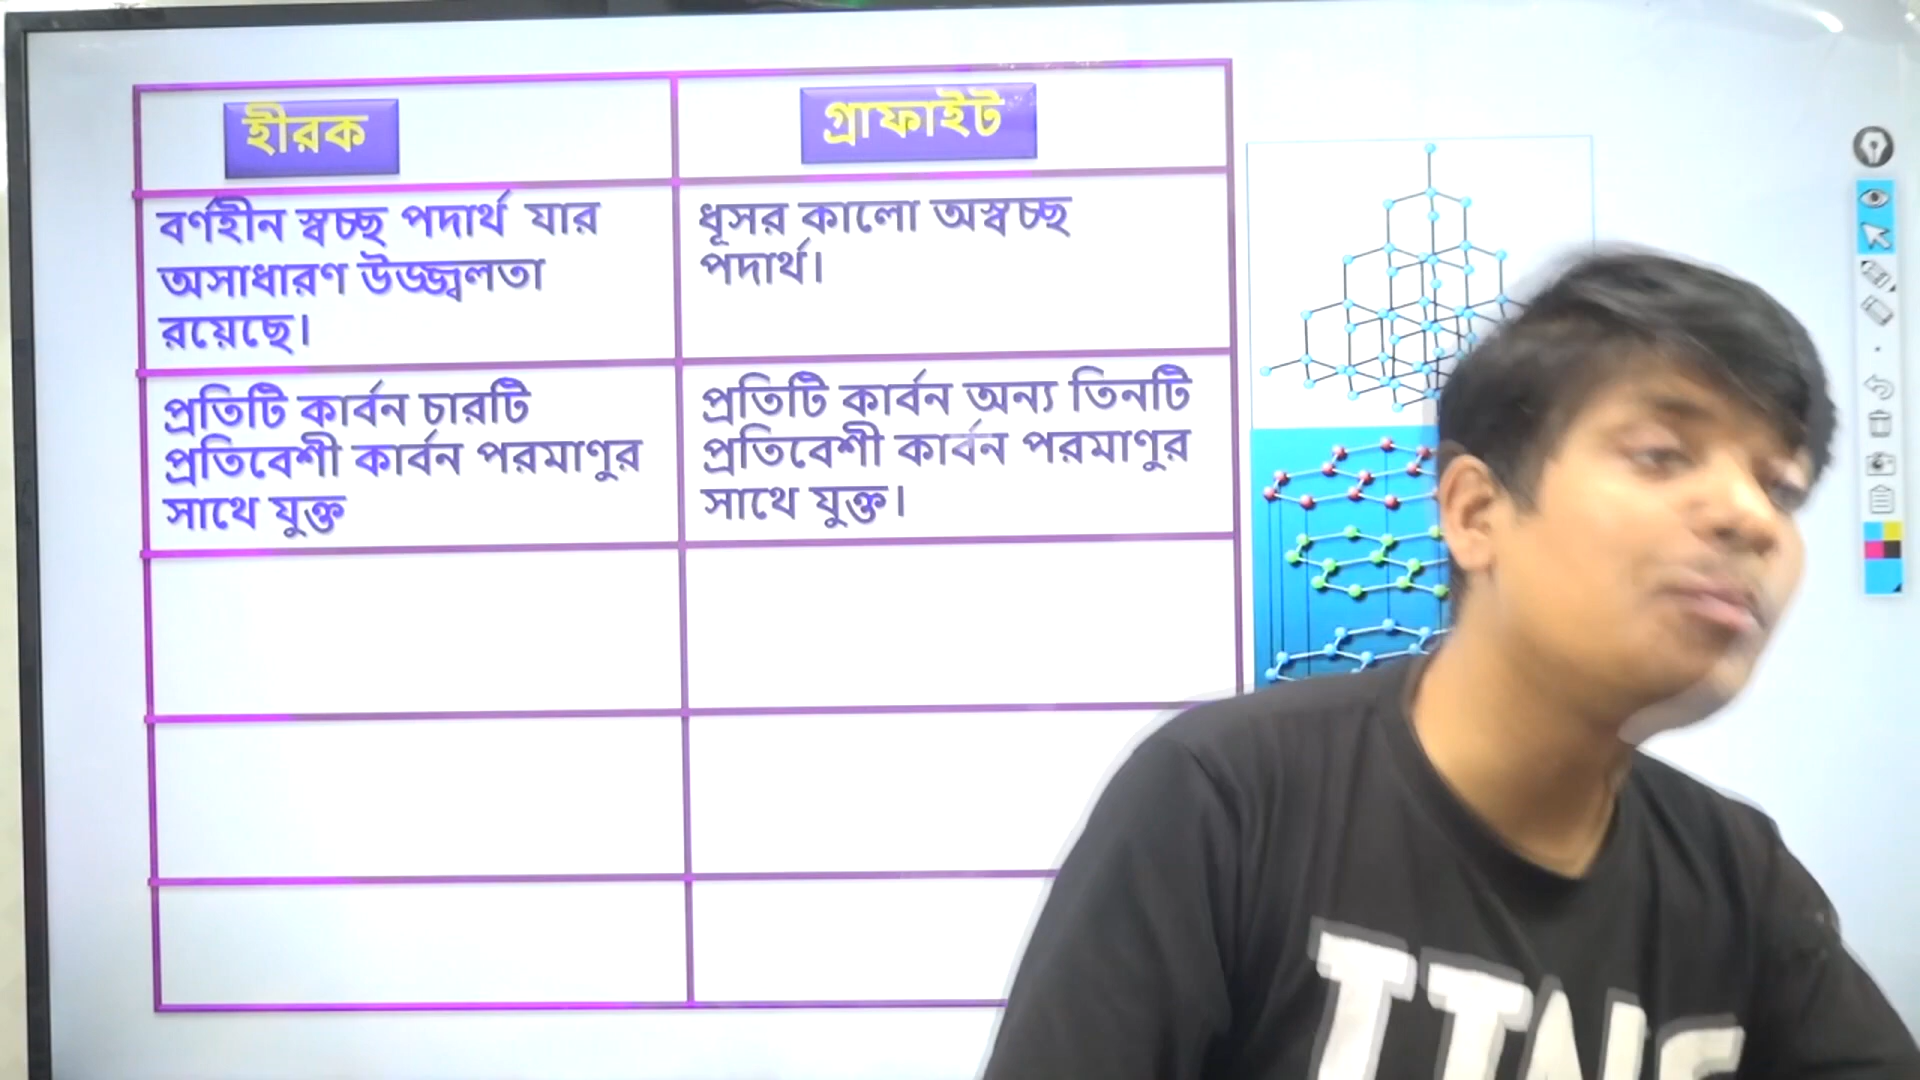 হীরক
গ্রাফাইট
বর্ণহীন স্বচ্ছ পদার্থ যার
অসাধারণ উজ্জ্বলতা
রয়েছে।
ধূসর কালো অস্বচ্ছ
পদার্থ।
প্রতিটি কার্বন চারটি
প্রতিবেশী কার্বন পরমাণুর
সাথে যুক্ত
প্রতিটি কার্বন অন্য তিনটি
প্রতিবেশী কার্বন পরমাণুর
সাথে যুক্ত।